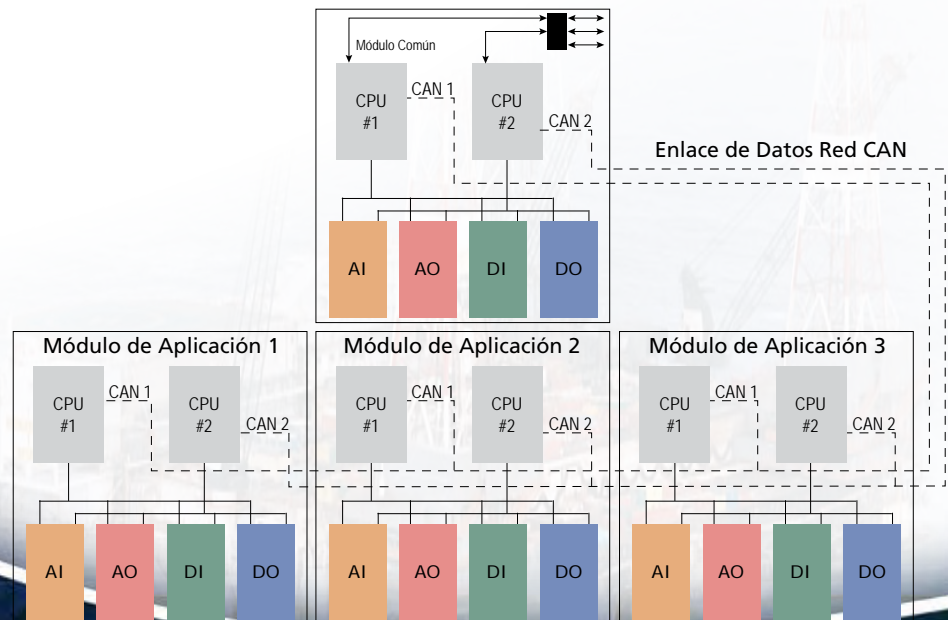 Módulo Común
CPU
#1
CAN 1
CPU
#2
CAN 2
Enlace de Datos Red CAN
AI
AO
DI
DO
Módulo de Aplicación 1
CPU
#1
CAN 1
CPU
#2
CAN 2
AI
AO
DI
DO
Módulo de Aplicación 2
CPU
#1
CAN 1
CPU
#2
CAN 2
AI
AO
DI
DO
Módulo de Aplicación 3
CPU
#1
CAN 1
CPU
#2
CAN 2
AI
AO
DI
DO